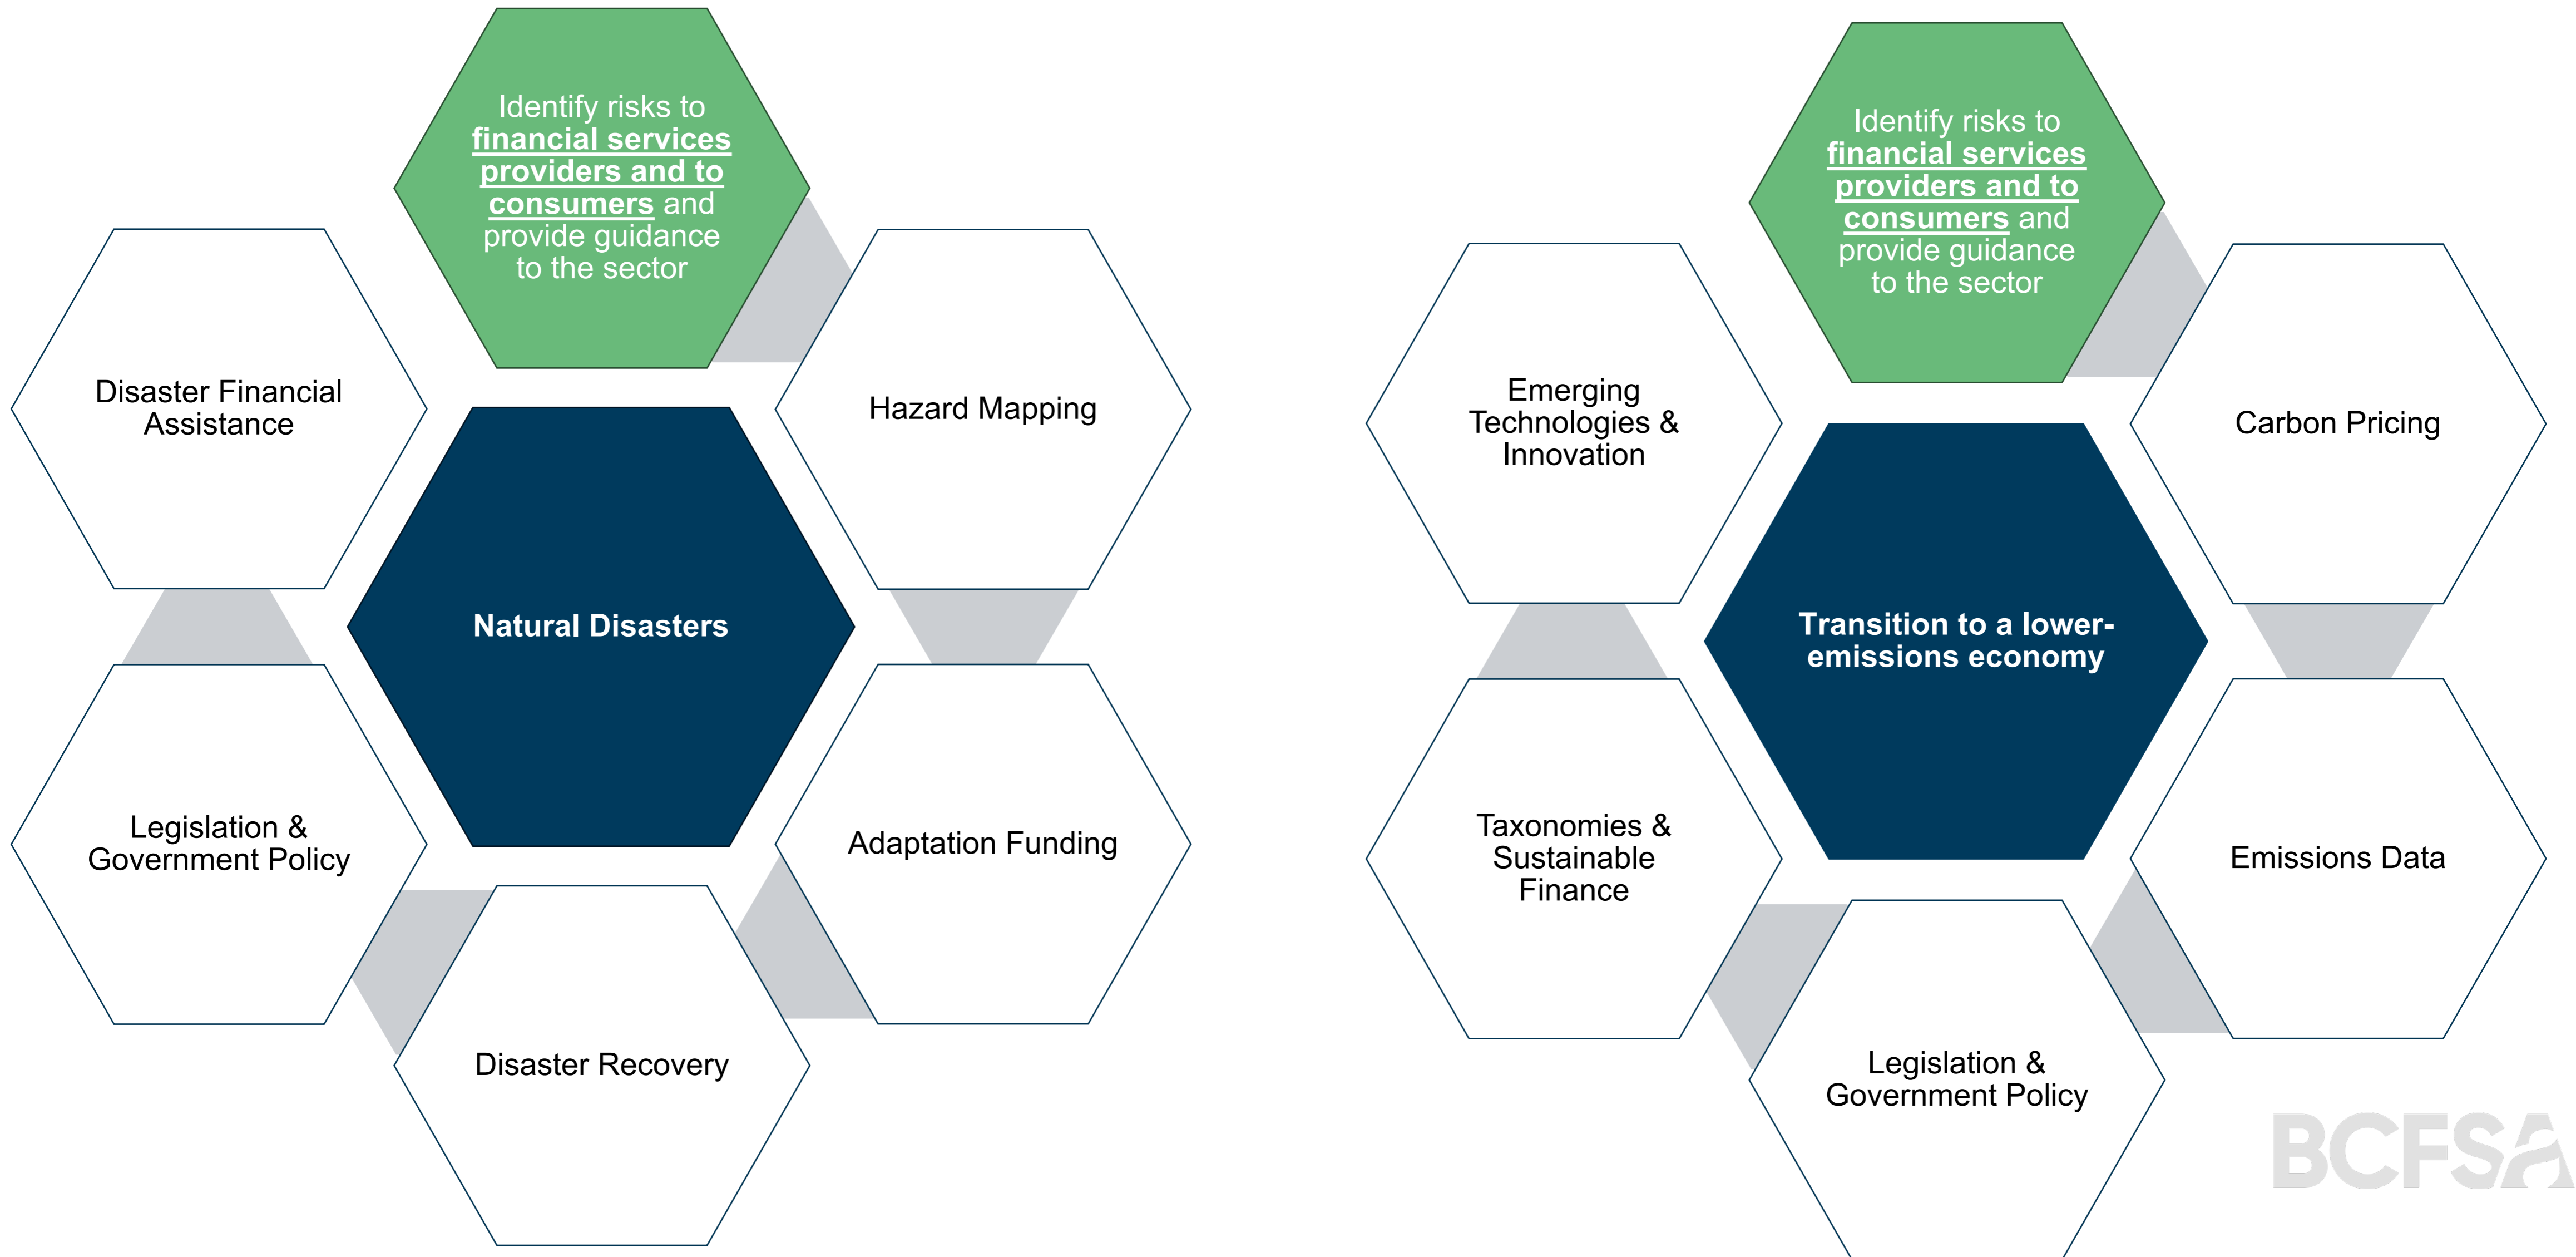 Identify risks to
financial services
providers and to
consumers and
provide guidance
to the sector
Hazard Mapping
Adaptation Funding
Disaster Recovery
Legislation &
Government Policy
Disaster Financial
Assistance
Natural Disasters
Identify risks to
financial services
providers and to
consumers and
provide guidance
to the sector
Carbon Pricing
Emissions Data
Legislation &
Government Policy
Taxonomies &
Sustainable
Finance
Emerging
Technologies &
Innovation
Transition to a lower-
emissions economy
BCFSA